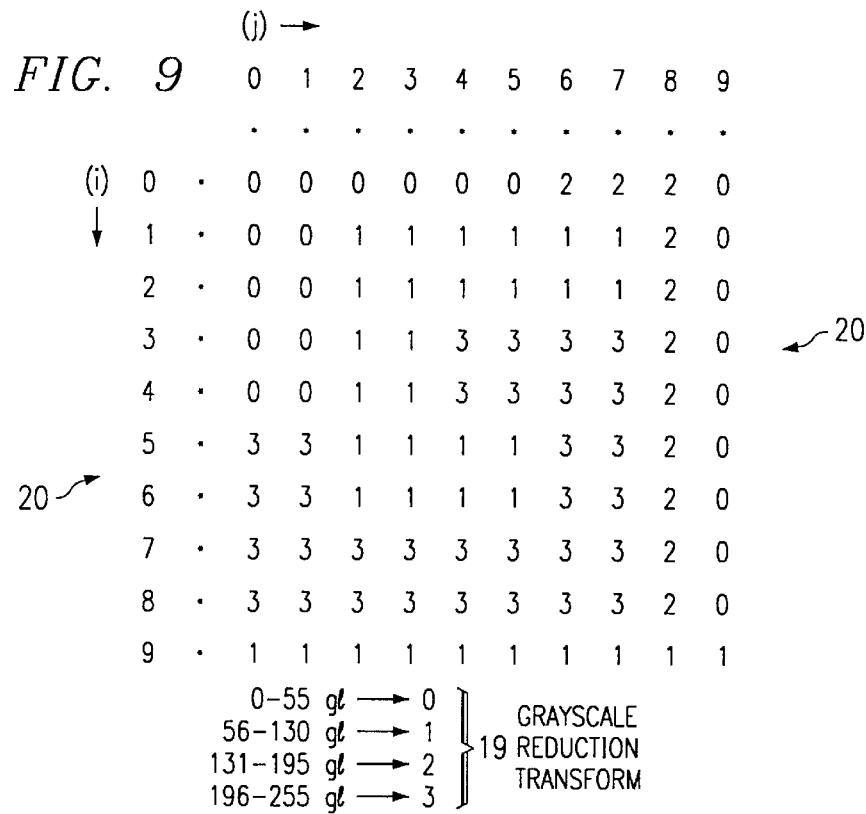 (j) →
FIG. 9 0 1 2 3 4 5 6 7 8 9
. . . . . . . . . .
(i) 0 · 0 0 0 0 0 0 2 2 2 0
↓ 1 · 0 0 1 1 1 1 1 1 2 0
2 · 0 0 1 1 1 1 1 1 2 0
3 · 0 0 1 1 3 3 3 3 2 0
20
4 · 0 0 1 1 3 3 3 3 2 0
5 · 3 3 1 1 1 1 3 3 2 0
20
6 · 3 3 1 1 1 1 3 3 2 0
7 · 3 3 3 3 3 3 3 3 2 0
8 · 3 3 3 3 3 3 3 3 2 0
9 · 1 1 1 1 1 1 1 1 1 1
0-55 gℓ → 0
56-130 gℓ → 1
131-195 gℓ → 2
196-255 gℓ → 3
19 GRAYSCALE
REDUCTION
TRANSFORM